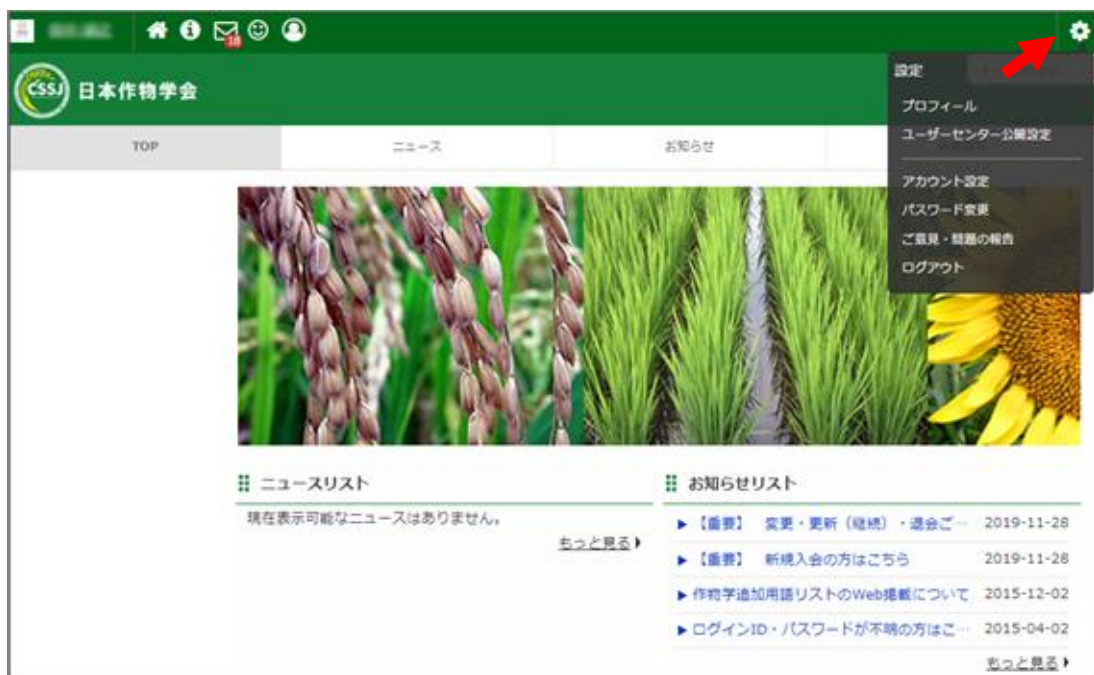 18
CSSJ 日本作物学会
設定
プロフィール
ユーザーセンター公開設定
アカウント設定
パスワード変更
ご意見・問題の報告
ログアウト
TOP
ニュース
お知らせ
ニュースリスト
現在表示可能なニュースはありません。
もっと見る
お知らせリスト
【重要】 変更・更新(継続)・退会ご… 2019-11-28
【重要】 新規入会の方はこちら 2019-11-28
作物学追加用語リストのWeb掲載について 2015-12-02
ログインID・パスワードが不明の方はこ… 2015-04-02
もっと見る